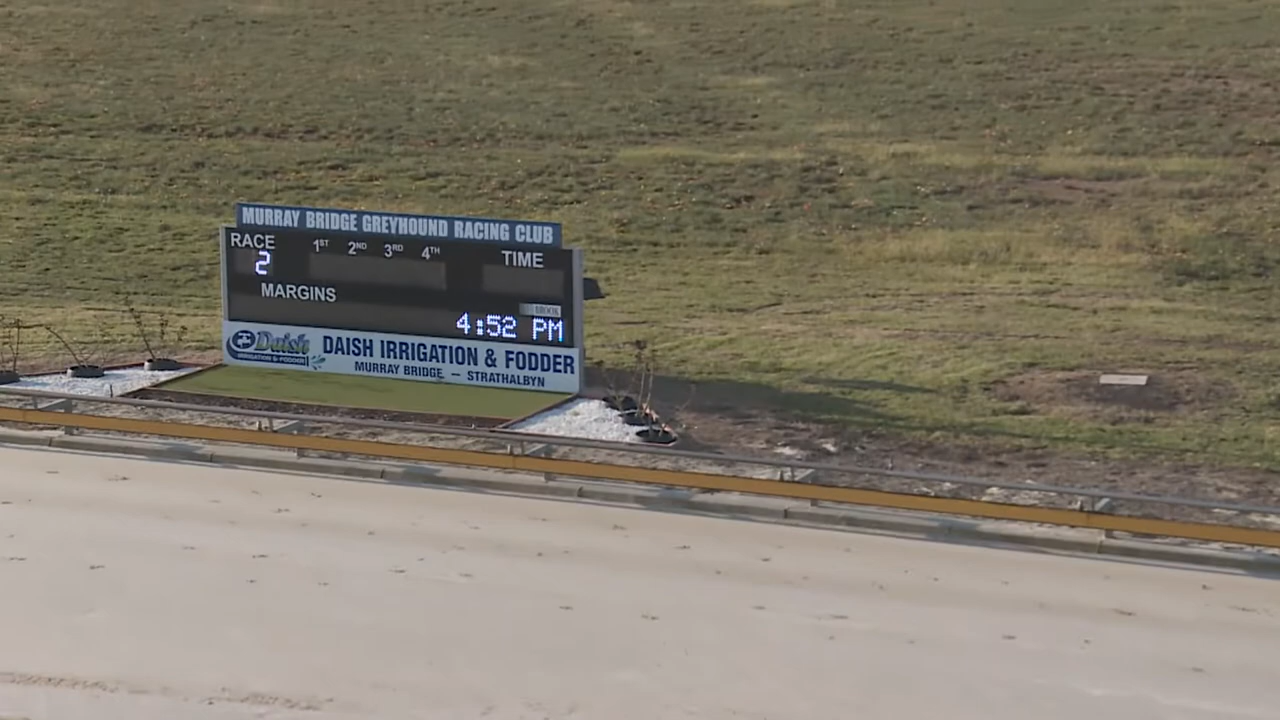 MURRAY BRIDGE GREYHOUND RACING CLUB
RACE 1ST 2ND 3RD 4TH TIME
2
MARGINS
4:52 PM
Daish DAISH IRRIGATION & FODDER
IRRIGATION & FODDER MURRAY BRIDGE — STRATHALBYN